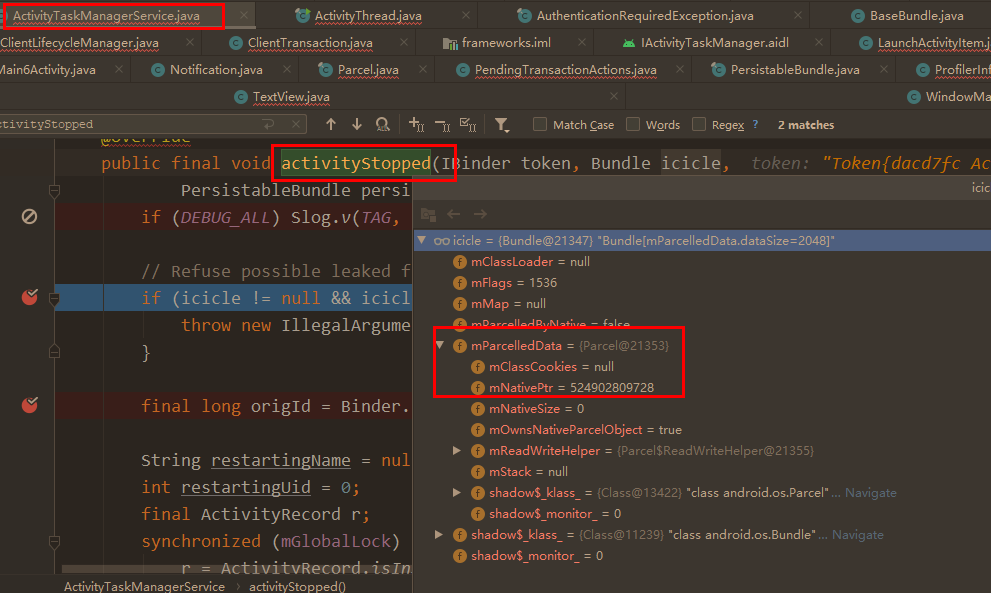 ActivityTaskManagerService.java ActivityThread.java AuthenticationRequiredException.java BaseBundle.java
ClientLifecycleManager.java ClientTransaction.java frameworks.iml IActivityTaskManager.aidl LaunchActivityItem.j
Main6Activity.java Notification.java Parcel.java PendingTransactionActions.java PersistableBundle.java ProfilerInf
TextView.java WindowMa
ctivityStopped Match Case Words Regex ? 2 matches
@Override
public final void activityStopped(IBinder token, Bundle icicle, token: "Token{dacd7fc Ac
PersistableBundle persi
icic
if (DEBUG_ALL) Slog.v(TAG,
icicle = {Bundle@21347} "Bundle[mParcelledData.dataSize=2048]"
mClassLoader = null
// Refuse possible leaked f
mFlags = 1536
if (icicle != null && icicl
mMap = null
throw new IllegalArgume
mParcelledByNative = false
}
mParcelledData = {Parcel@21353}
mClassCookies = null
mNativePtr = 524902809728
final long origId = Binder.
mNativeSize = 0
mOwnsNativeParcelObject = true
String restartingName = nul
mReadWriteHelper = {Parcel$ReadWriteHelper@21355}
mStack = null
int restartingUid = 0;
shadow$_klass_ = {Class@13422} "class android.os.Parcel"... Navigate
final ActivityRecord r;
shadow$_monitor_ = 0
synchronized (mGlobalLock)
shadow$_klass_ = {Class@11239} "class android.os.Bundle"... Navigate
shadow$_monitor_ = 0
r = ActivityRecord.isIn
ActivityTaskManagerService activityStopped()